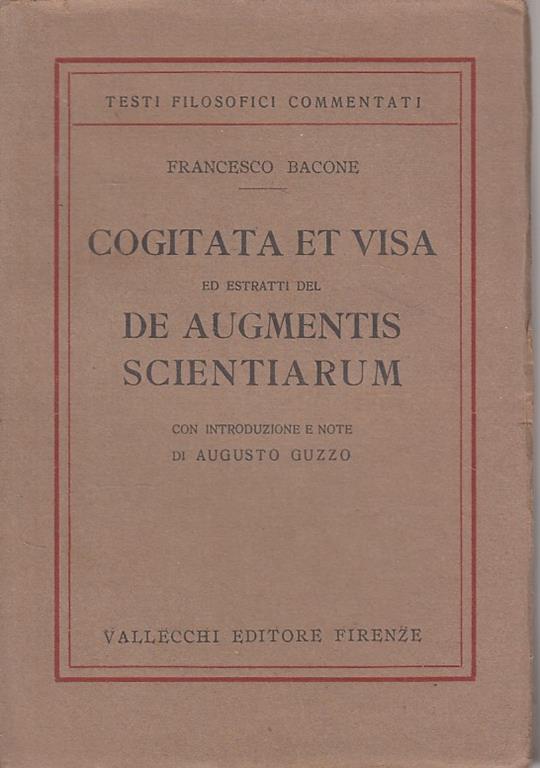 TESTI FILOSOFICI COMMENTATI
FRANCESCO BACONE
COGITATA ET VISA
ED ESTRATTI DEL
DE AUGMENTIS
SCIENTIARUM
CON INTRODUZIONE E NOTE
DI AUGUSTO GUZZO
VALLECCHI EDITORE FIRENZE